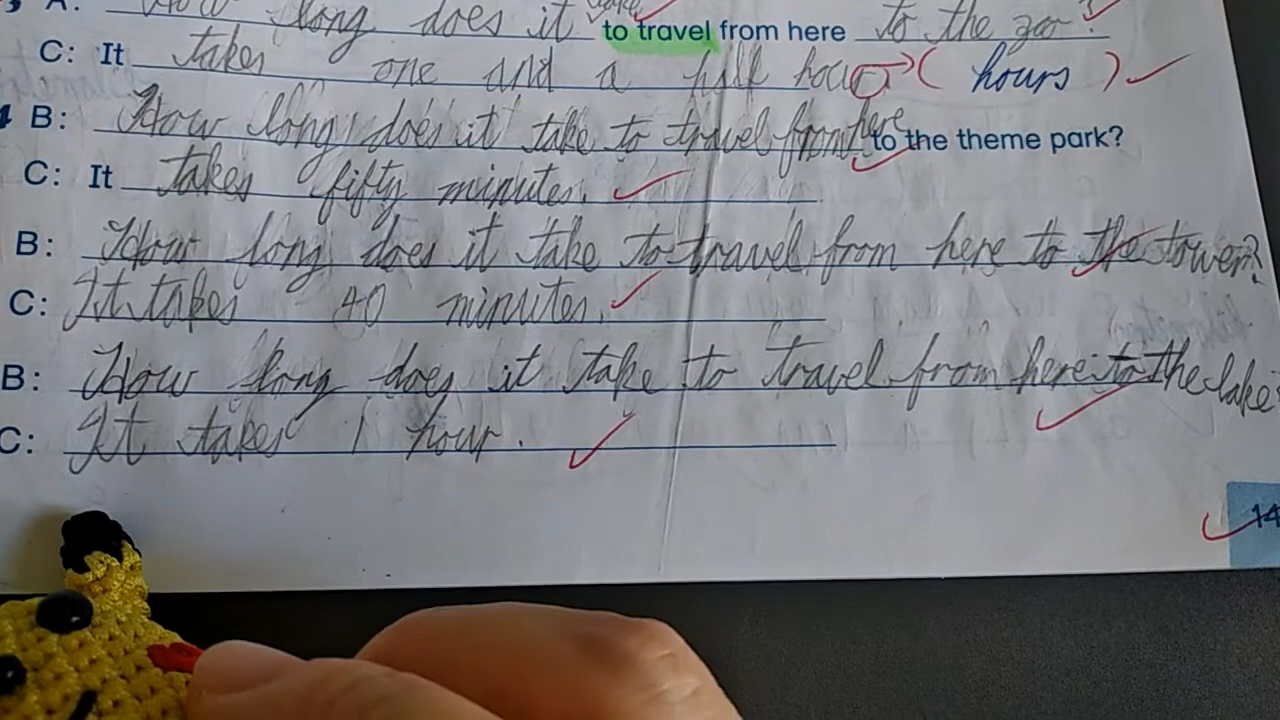 A: How long does it take to travel from here to the zoo?
C: It takes one and a half hour (hours)
4 B: How long does it take to travel from here to the theme park?
C: It takes fifty minutes.
B: How long does it take to travel from here to the tower?
C: It takes 40 minutes.
B: How long does it take to travel from here to the lake?
C: It takes 1 hour.
14